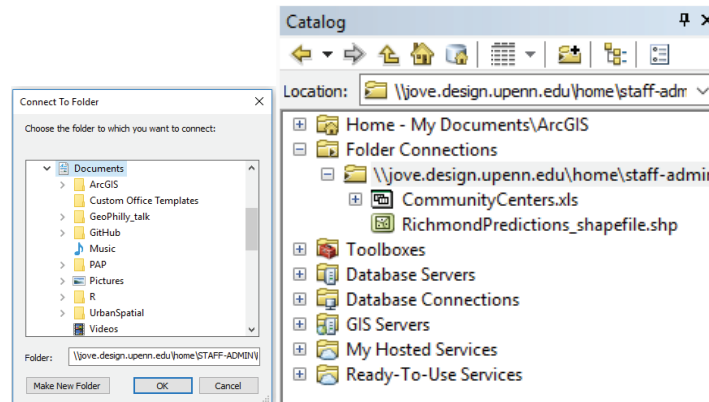 Connect To Folder
Choose the folder to which you want to connect:
Documents
ArcGIS
Custom Office Templates
GeoPhilly_talk
GitHub
Music
PAP
Pictures
R
UrbanSpatial
Videos
Folder: \\jove.design.upenn.edu\home\STAFF-ADMIN\
Make New Folder OK Cancel
Catalog
Location: \\jove.design.upenn.edu\home\staff-adm
Home - My Documents\ArcGIS
Folder Connections
\\jove.design.upenn.edu\home\staff-admin
CommunityCenters.xls
RichmondPredictions_shapefile.shp
Toolboxes
Database Servers
Database Connections
GIS Servers
My Hosted Services
Ready-To-Use Services